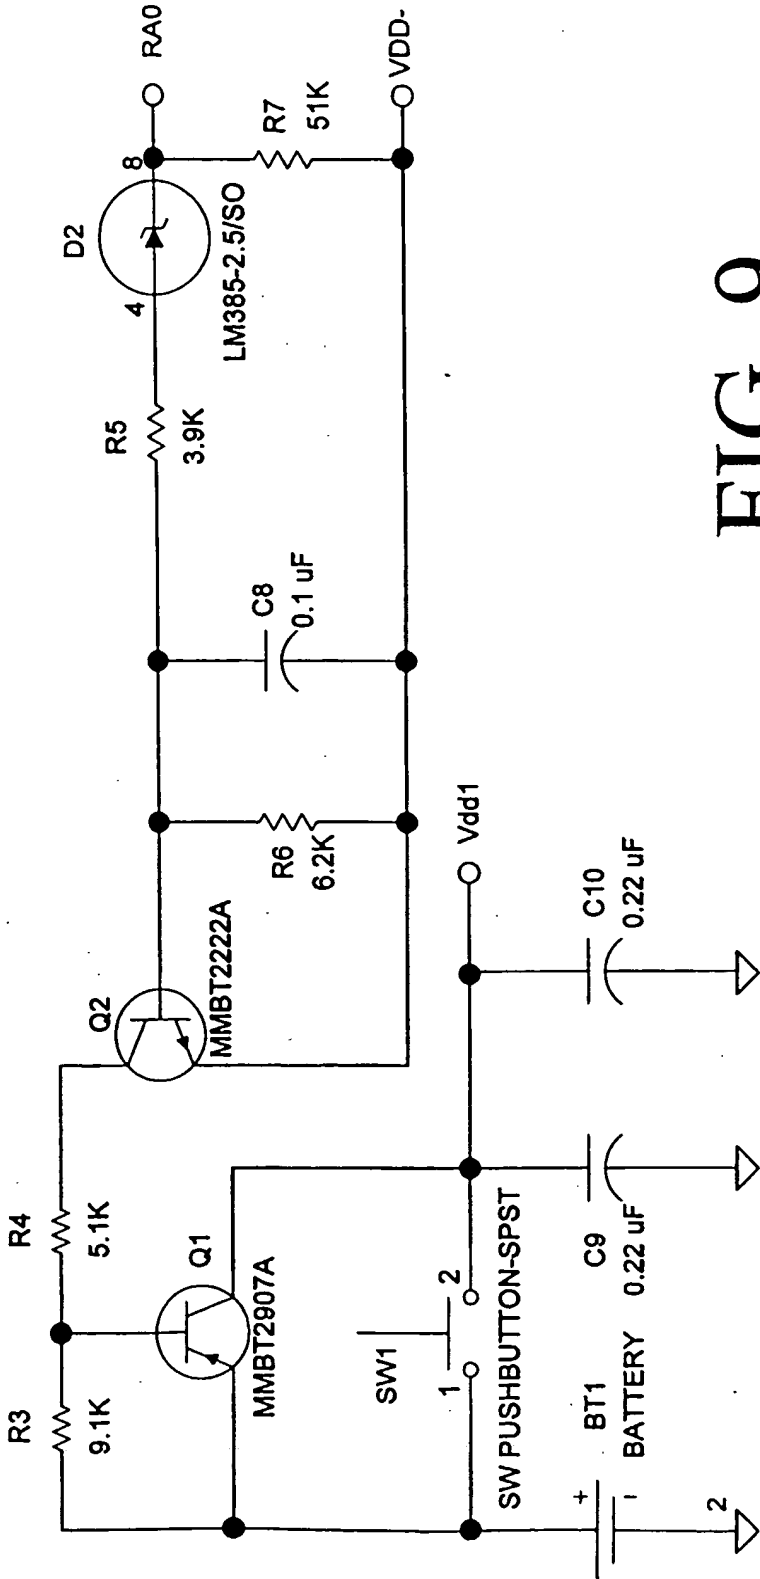 RA0
8
D2
4
LM385-2.5/SO
R7
51K
VDD-
R5
3.9K
C8
0.1 uF
R6
6.2K
Q2
MMBT2222A
R4
5.1K
R3
9.1K
Q1
MMBT2907A
SW1
1
2
SW PUSHBUTTON-SPST
Vdd1
C10
0.22 uF
C9
0.22 uF
BT1
BATTERY
+
-
2
FIG. 9